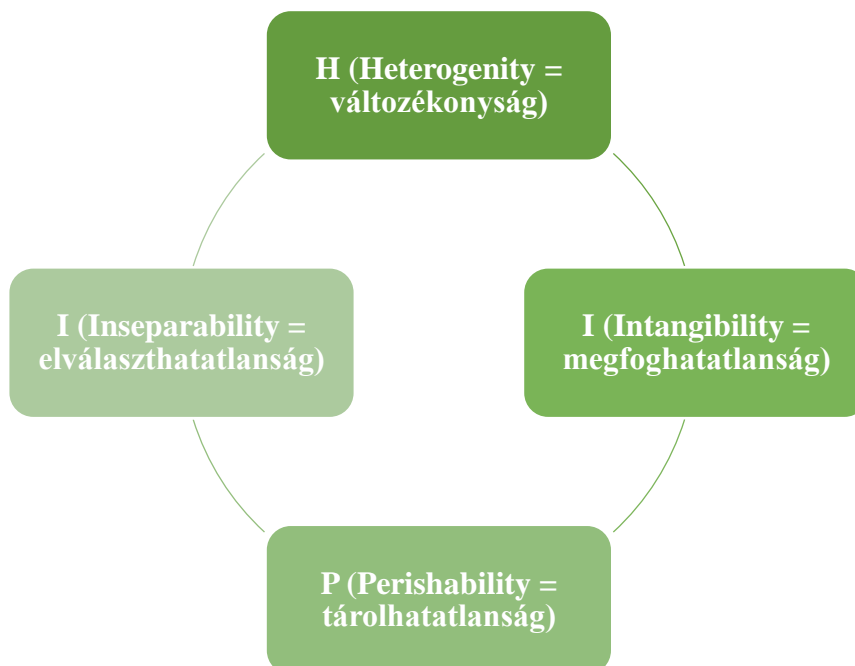 H (Heterogenity =
változékonyság)
I (Inseparability =
elválaszthatatlanság)
I (Intangibility =
megfoghatatlanság)
P (Perishability =
tárolhatatlanság)